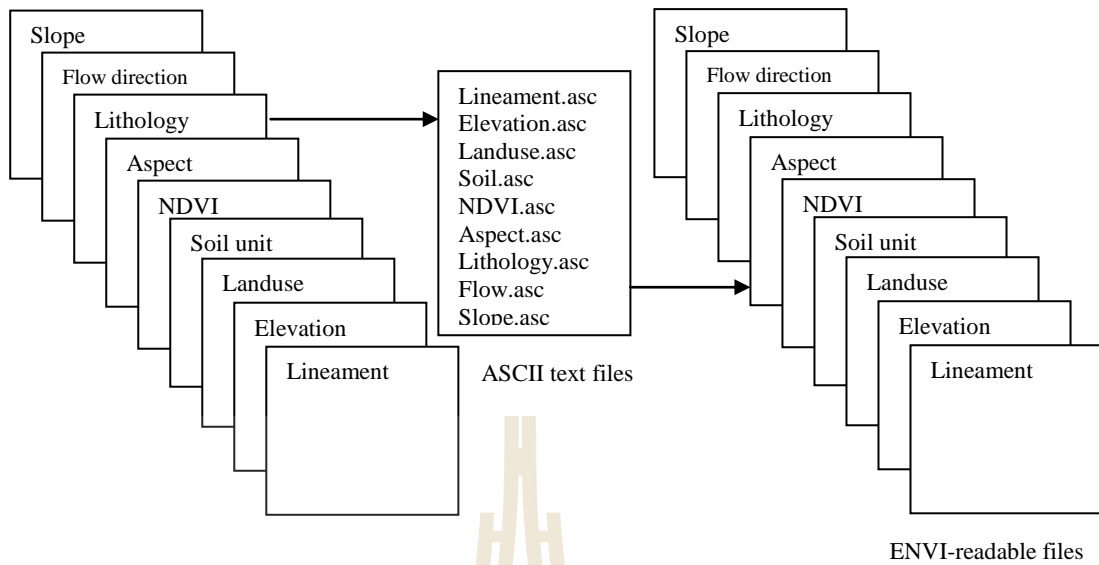 Slope
Flow direction
Lithology
Aspect
NDVI
Soil unit
Landuse
Elevation
Lineament
Lineament.asc
Elevation.asc
Landuse.asc
Soil.asc
NDVI.asc
Aspect.asc
Lithology.asc
Flow.asc
Slope.asc
ASCII text files
Slope
Flow direction
Lithology
Aspect
NDVI
Soil unit
Landuse
Elevation
Lineament
ENVI-readable files